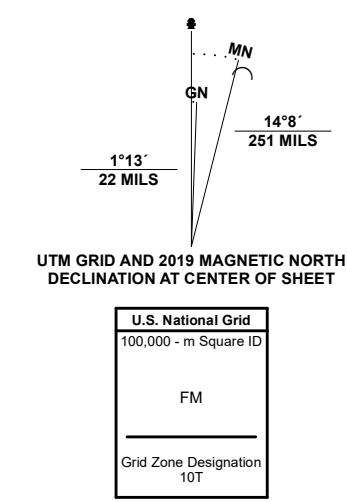 MN
GN
14°8´
251 MILS
1°13´
22 MILS
UTM GRID AND 2019 MAGNETIC NORTH
DECLINATION AT CENTER OF SHEET
U.S. National Grid
100,000 - m Square ID
FM
Grid Zone Designation
10T